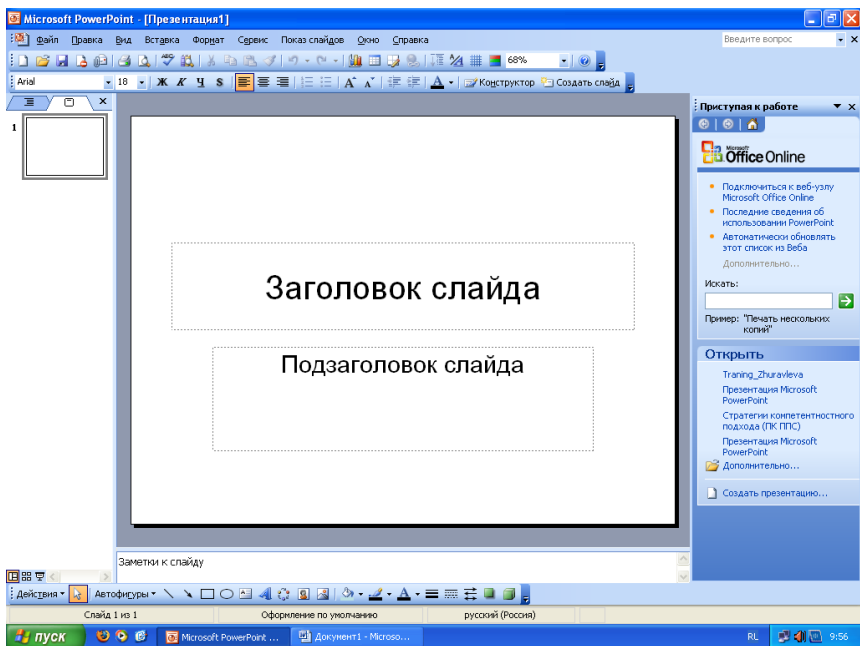 Microsoft PowerPoint - [Презентация1]
Файл Правка Вид Вставка Формат Сервис Показ слайдов Окно Справка
Введите вопрос
68%
Arial 18 Ж К Ч S Конструктор Создать слайд
1
Заголовок слайда
Подзаголовок слайда
Приступая к работе
Microsoft
Office Online
Подключиться к веб-узлу
Microsoft Office Online
Последние сведения об
использовании PowerPoint
Автоматически обновлять
этот список из Веба
Дополнительно...
Искать:
Пример: "Печать нескольких
копий"
Открыть
Traning_Zhuravleva
Презентация Microsoft
PowerPoint
Стратегии компетентностного
подхода (ПК ППС)
Презентация Microsoft
PowerPoint
Дополнительно...
Создать презентацию...
Заметки к слайду
Действия Автофигуры
Слайд 1 из 1 Оформление по умолчанию русский (Россия)
пуск Microsoft PowerPoint ... Документ1 - Microso... RL 9:56